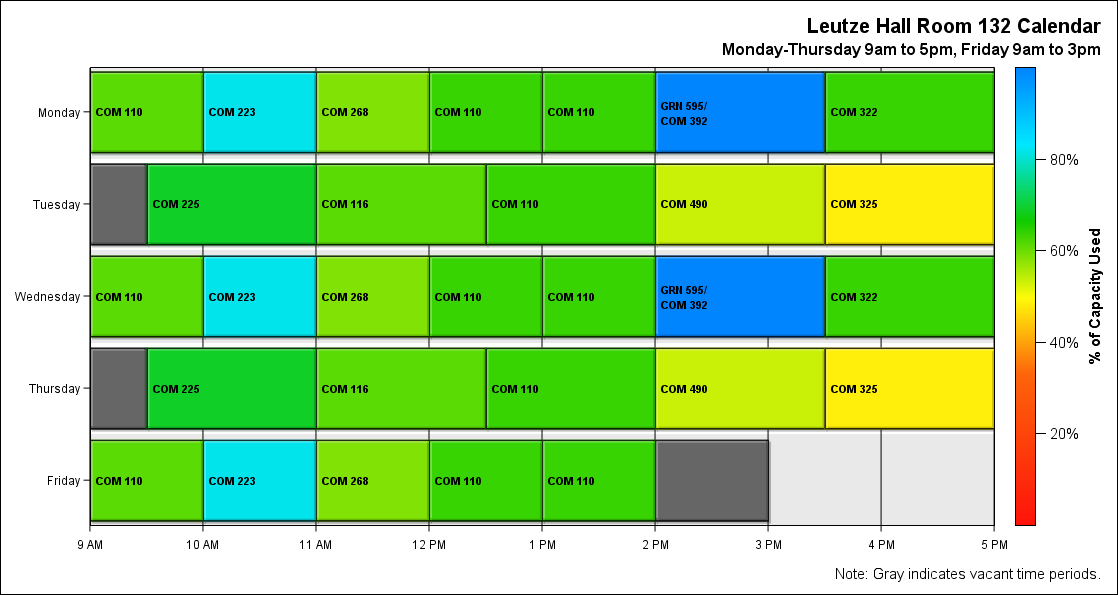 Leutze Hall Room 132 Calendar
Monday-Thursday 9am to 5pm, Friday 9am to 3pm
Monday
COM 110
COM 223
COM 268
COM 110
COM 110
GRN 595/
COM 392
COM 322
Tuesday
COM 225
COM 116
COM 110
COM 490
COM 325
Wednesday
COM 110
COM 223
COM 268
COM 110
COM 110
GRN 595/
COM 392
COM 322
Thursday
COM 225
COM 116
COM 110
COM 490
COM 325
Friday
COM 110
COM 223
COM 268
COM 110
COM 110
9 AM
10 AM
11 AM
12 PM
1 PM
2 PM
3 PM
4 PM
5 PM
80%
60%
40%
20%
% of Capacity Used
Note: Gray indicates vacant time periods.